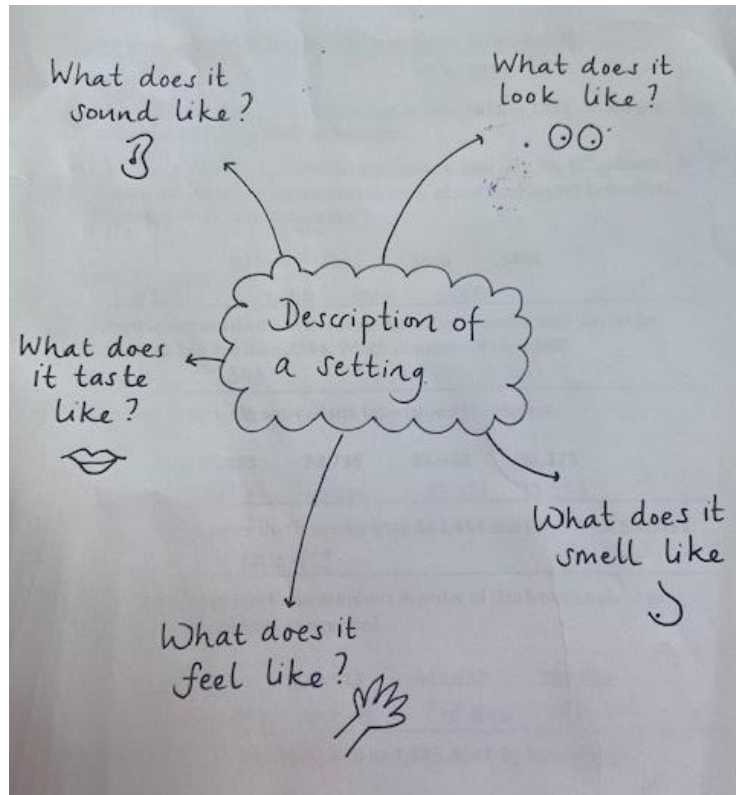 What does it
sound like?
What does it
look like?
Description of
a setting
What does
it taste
like?
What does it
smell like
What does it
feel like?